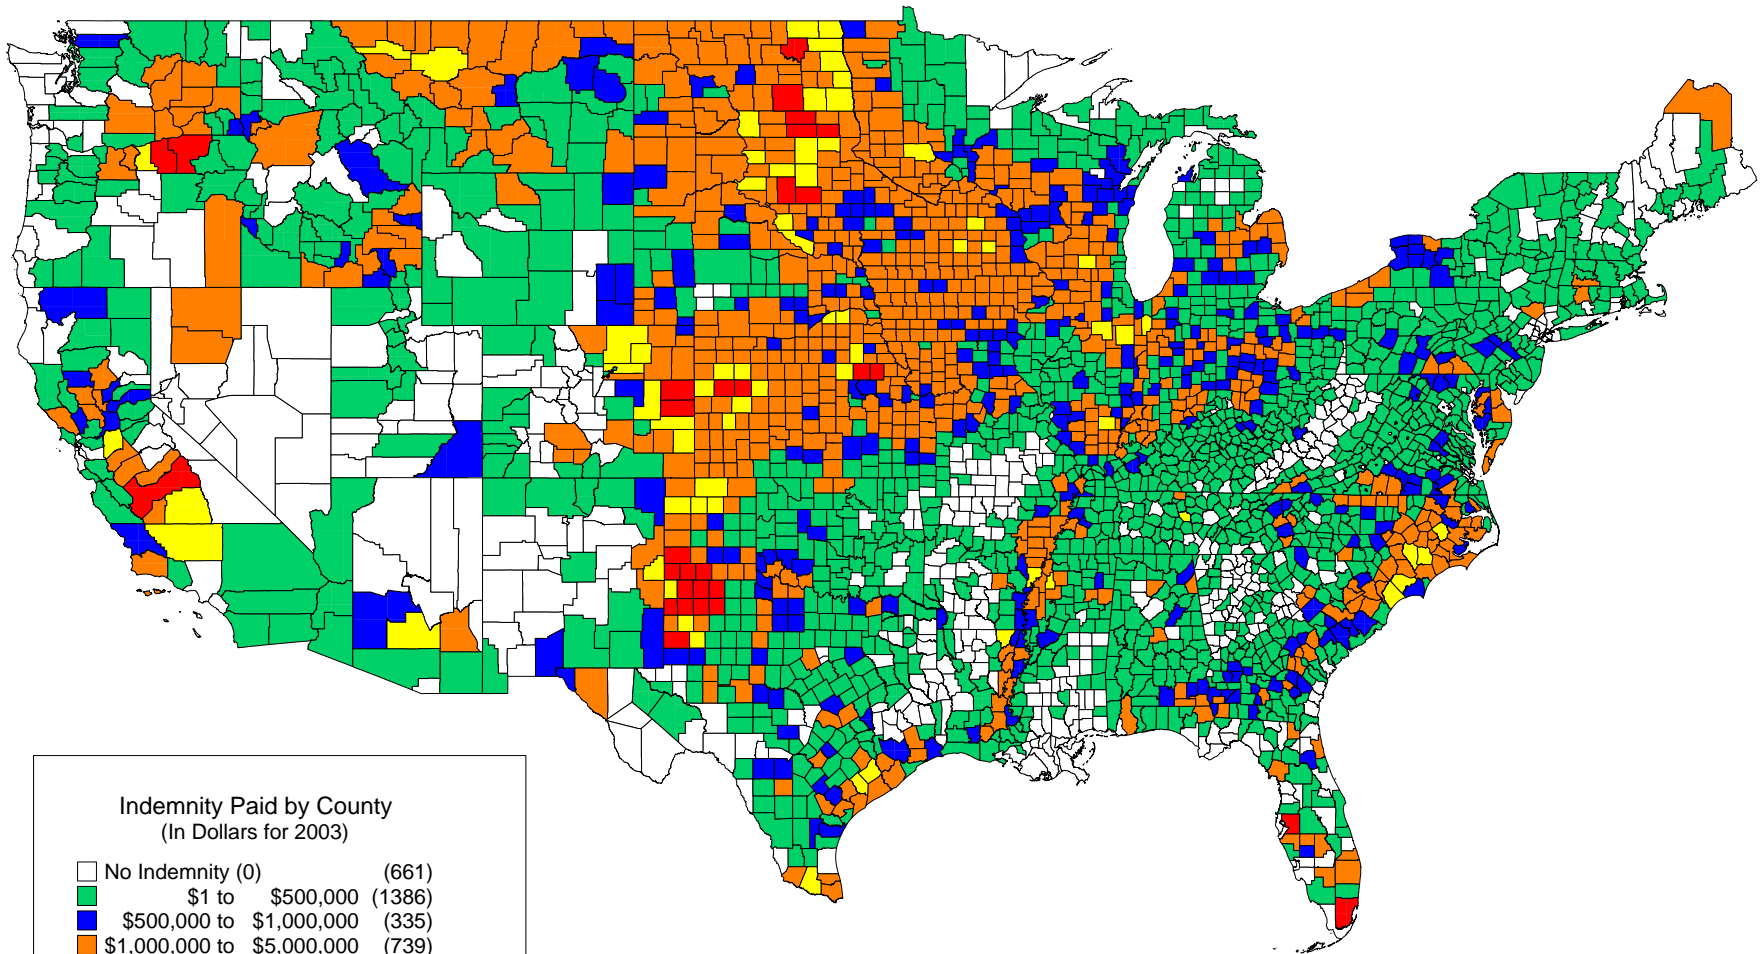 Indemnity Paid by County
(In Dollars for 2003)
No Indemnity (0) (661)
$1 to $500,000 (1386)
$500,000 to $1,000,000 (335)
$1,000,000 to $5,000,000 (739)